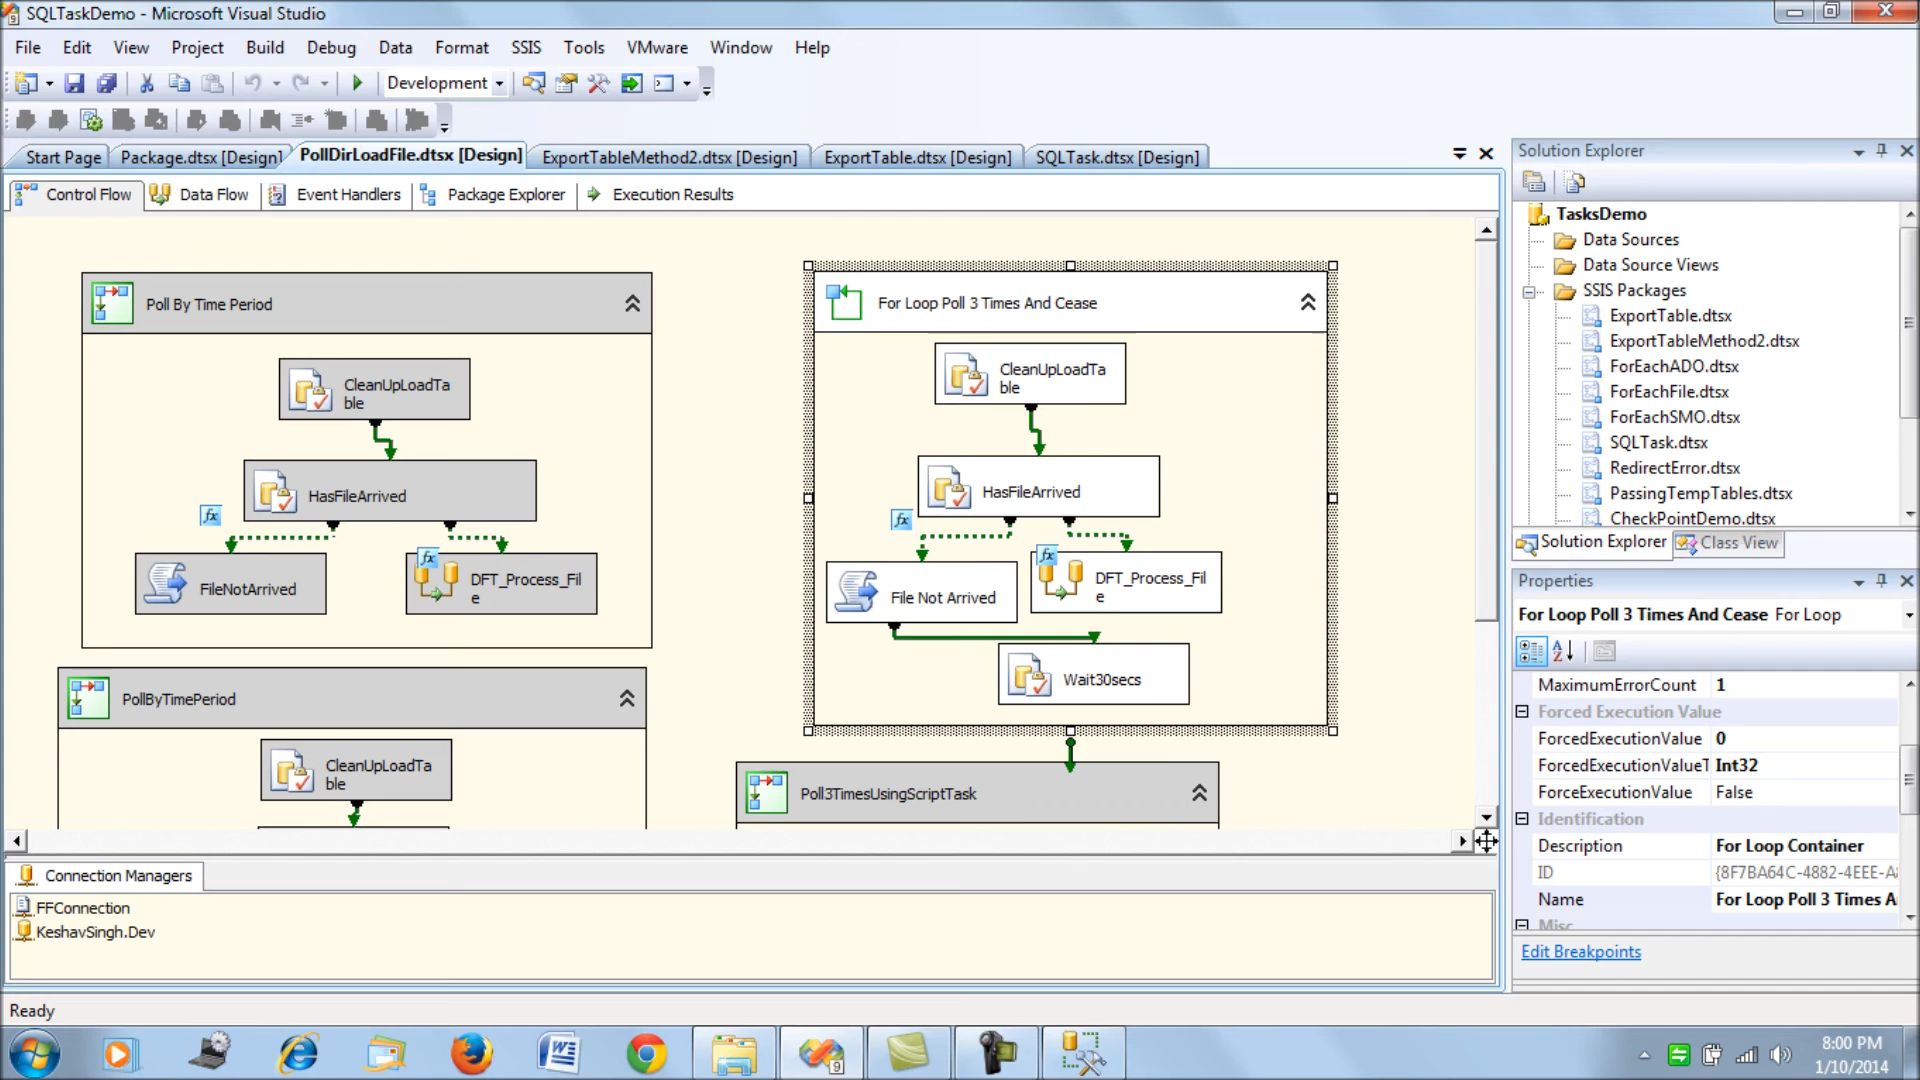 SQLTaskDemo - Microsoft Visual Studio
File Edit View Project Build Debug Data Format SSIS Tools VMware Window Help
Development
Start Page Package.dtsx [Design] PollDirLoadFile.dtsx [Design] ExportTableMethod2.dtsx [Design] ExportTable.dtsx [Design] SQLTask.dtsx [Design]
Control Flow Data Flow Event Handlers Package Explorer Execution Results
Poll By Time Period
CleanUpLoadTa
ble
HasFileArrived
fx
FileNotArrived
fx
DFT_Process_Fil
e
PollByTimePeriod
CleanUpLoadTa
ble
For Loop Poll 3 Times And Cease
CleanUpLoadTa
ble
HasFileArrived
fx
File Not Arrived
fx
DFT_Process_Fil
e
Wait30secs
Poll3TimesUsingScriptTask
Connection Managers
FFConnection
KeshavSingh.Dev
Solution Explorer
TasksDemo
Data Sources
Data Source Views
SSIS Packages
ExportTable.dtsx
ExportTableMethod2.dtsx
ForEachADO.dtsx
ForEachFile.dtsx
ForEachSMO.dtsx
SQLTask.dtsx
RedirectError.dtsx
PassingTempTables.dtsx
CheckPointDemo.dtsx
Solution Explorer Class View
Properties
For Loop Poll 3 Times And Cease For Loop
MaximumErrorCount 1
Forced Execution Value
ForcedExecutionValue 0
ForcedExecutionValueT Int32
ForceExecutionValue False
Identification
Description For Loop Container
ID {8F7BA64C-4882-4EEE-A
Name For Loop Poll 3 Times A
Misc
Edit Breakpoints
Ready
8:00 PM
1/10/2014